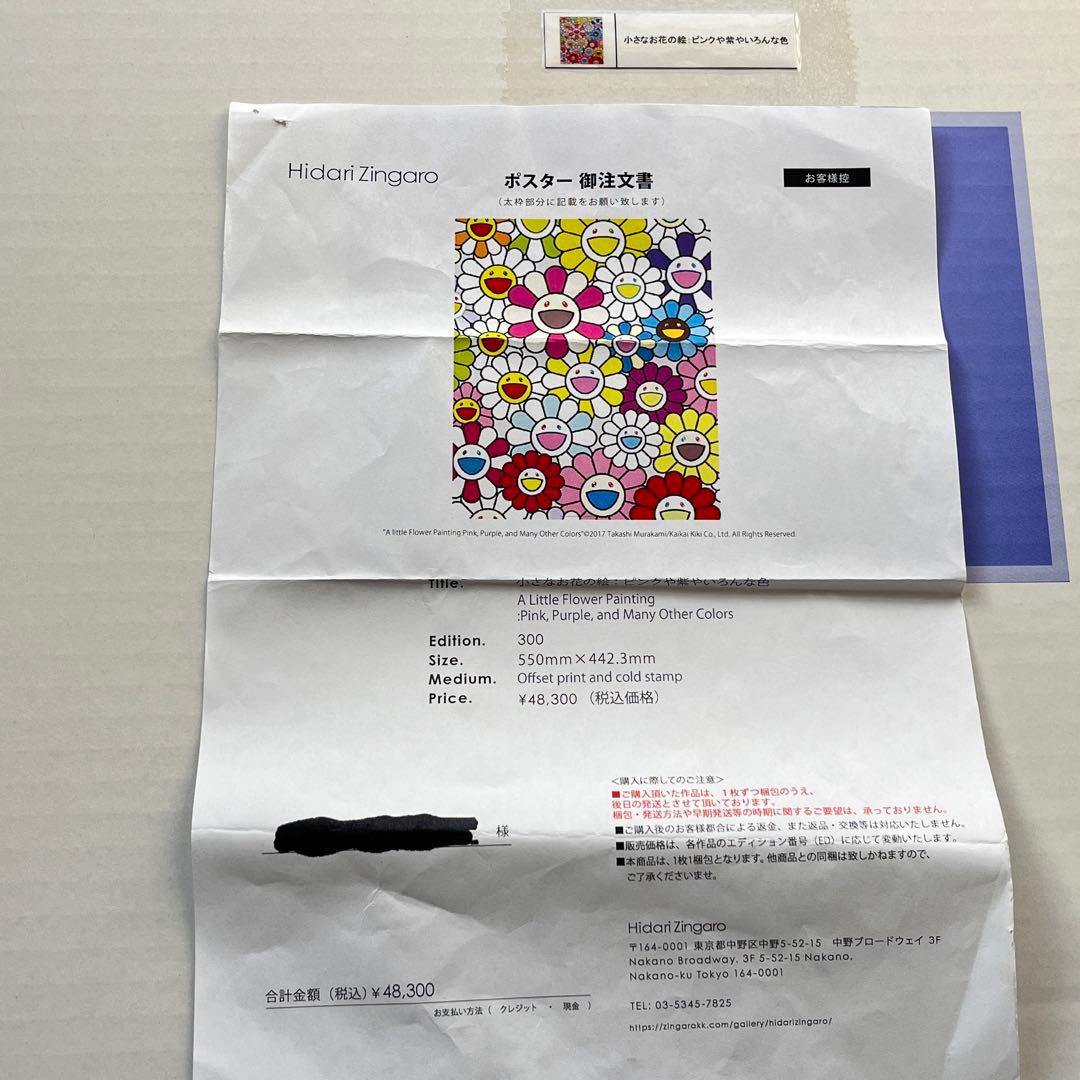 小さなお花の絵：ピンクや紫やいろんな色
Hidari Zingaro
ポスター 御注文書
（太枠部分に記載をお願い致します）
お客様控
"A little Flower Painting Pink, Purple, and Many Other Colors"©2017 Takashi Murakami/Kaikai Kiki Co., Ltd. All Rights Reserved.
Title. 小さなお花の絵：ピンクや紫やいろんな色
A Little Flower Painting
:Pink, Purple, and Many Other Colors
Edition. 300
Size. 550mm×442.3mm
Medium. Offset print and cold stamp
Price. ¥48,300 （税込価格）
＜購入に際してのご注意＞
■ご購入頂いた作品は、1枚ずつ梱包のうえ、
後日の発送とさせて頂いております。
梱包・発送方法や早期発送等の時期に関するご要望は、承っておりません。
■ご購入後のお客様都合による返金、また返品・交換等は対応いたしません。
■販売価格は、各作品のエディション番号（ED）に応じて変動いたします。
■本商品は、1枚1梱包となります。他商品との同梱は致しかねますので、
ご了承くださいませ。
様
Hidari Zingaro
〒164-0001 東京都中野区中野5-52-15 中野ブロードウェイ 3F
Nakano Broadway. 3F 5-52-15 Nakano.
Nakano-ku Tokyo 164-0001
TEL: 03-5345-7825
https://zingarokk.com/gallery/hidarizingaro/
合計金額（税込）¥48,300
お支払い方法（ クレジット ・ 現金 ）